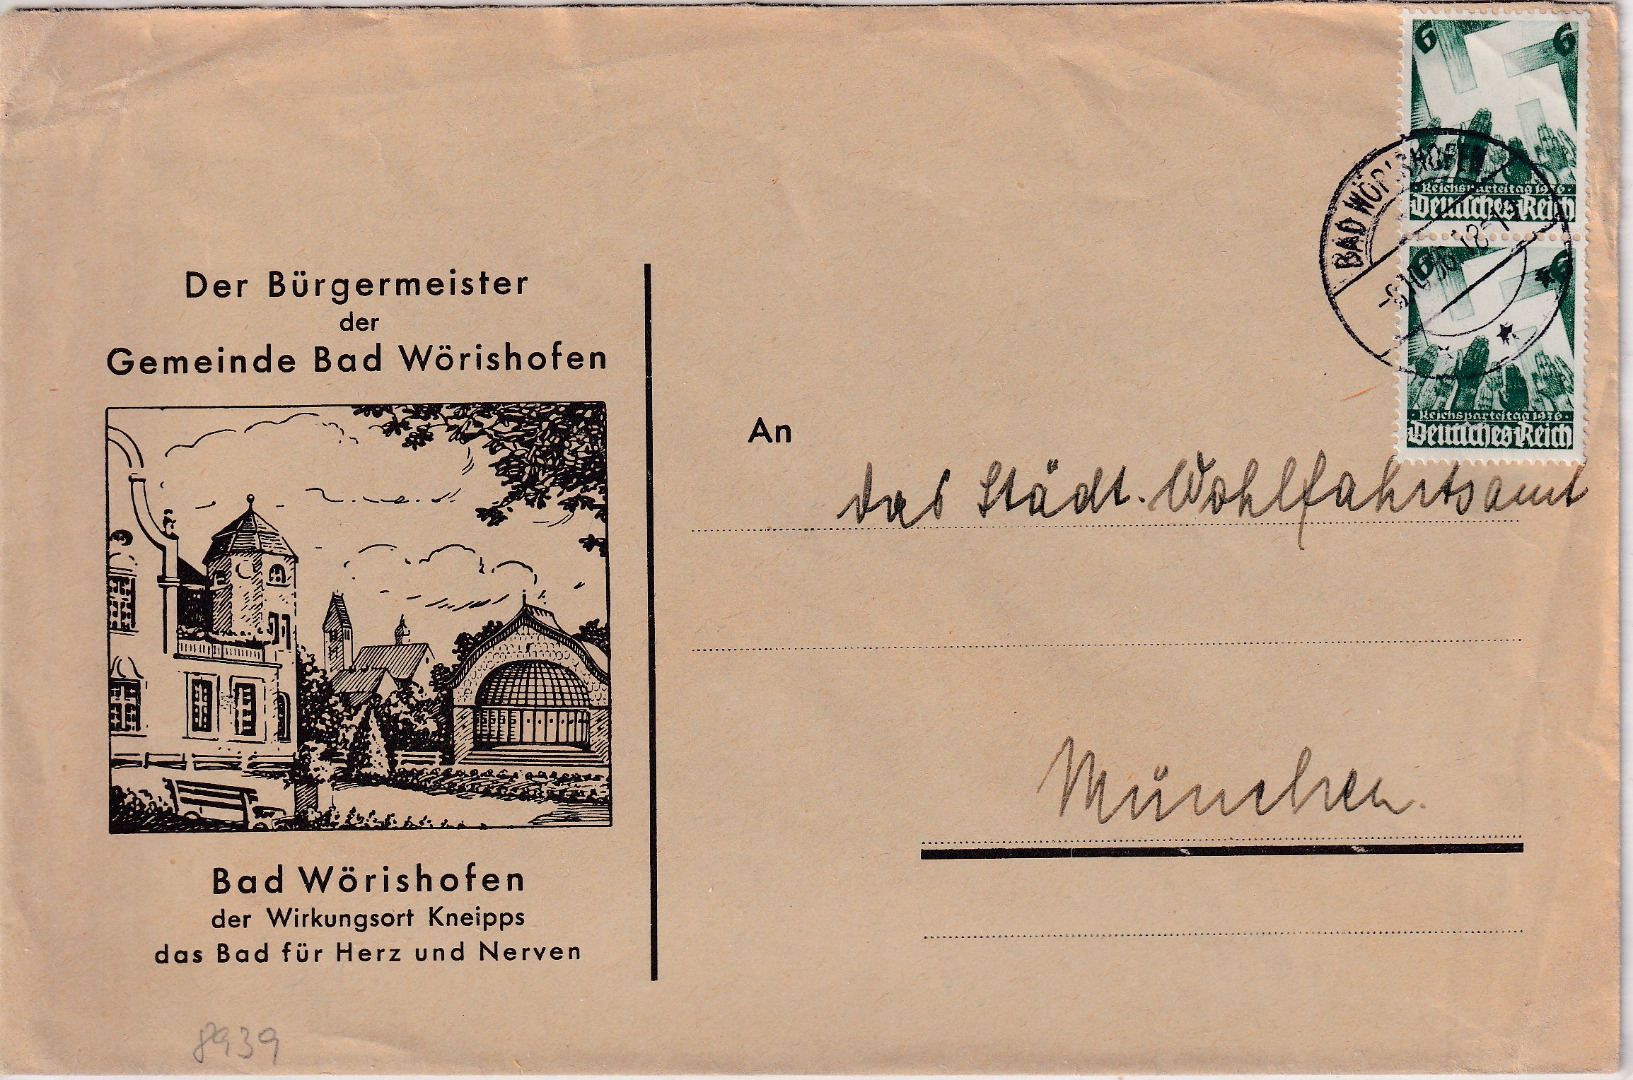 6 6
Reichsparteitag 1936
Deutsches Reich
6 6
Reichsparteitag 1936
Deutsches Reich
BAD WÖRISHOFEN
Der Bürgermeister
der
Gemeinde Bad Wörishofen
An
das Städt. Wohlfahrtsamt
München.
Bad Wörishofen
der Wirkungsort Kneipps
das Bad für Herz und Nerven
8939